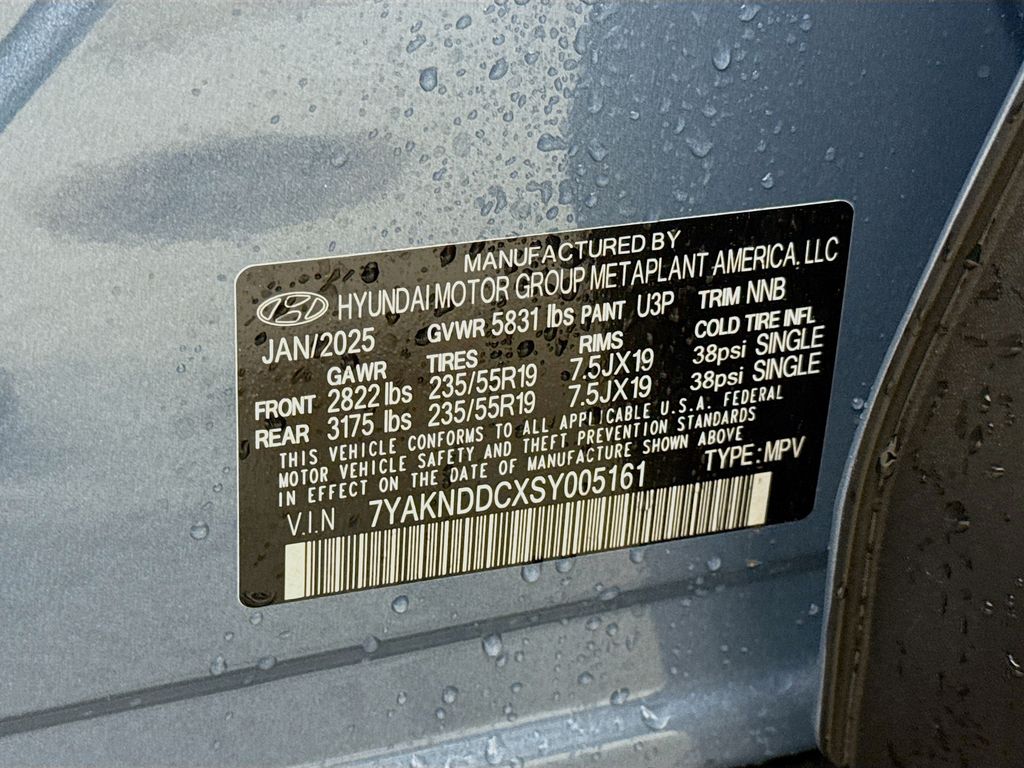 MANUFACTURED BY
HYUNDAI MOTOR GROUP METAPLANT AMERICA, LLC
JAN/2025 GVWR 5831 lbs PAINT U3P TRIM NNB
GAWR TIRES RIMS COLD TIRE INFL
FRONT 2822 lbs 235/55R19 7.5JX19 38psi SINGLE
REAR 3175 lbs 235/55R19 7.5JX19 38psi SINGLE
THIS VEHICLE CONFORMS TO ALL APPLICABLE U.S.A. FEDERAL
MOTOR VEHICLE SAFETY AND THEFT PREVENTION STANDARDS
IN EFFECT ON THE DATE OF MANUFACTURE SHOWN ABOVE
V.I.N 7YAKNDDCXSY005161 TYPE : MPV